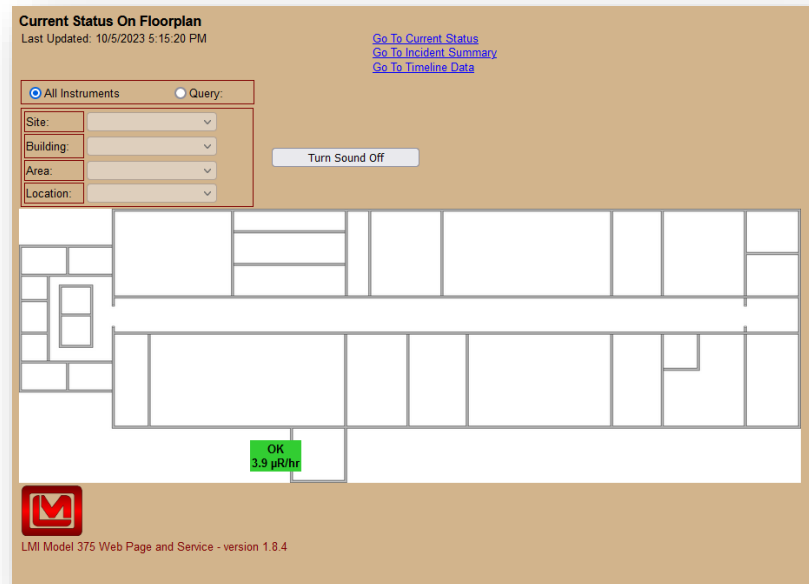 Current Status On Floorplan
Last Updated: 10/5/2023 5:15:20 PM
Go To Current Status
Go To Incident Summary
Go To Timeline Data
All Instruments
Query:
Site:
Building:
Area:
Location:
Turn Sound Off
OK
3.9 µR/hr
LM
LMI Model 375 Web Page and Service - version 1.8.4